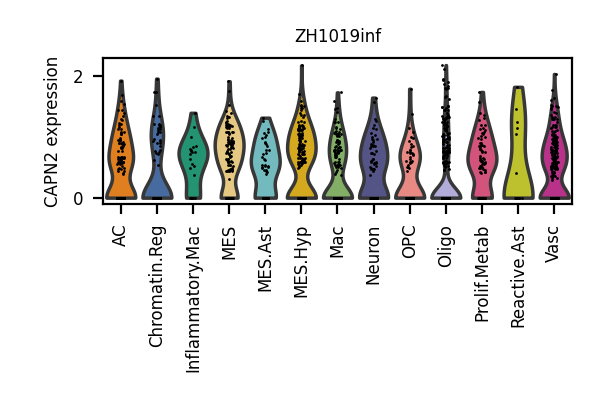 ZH1019inf
CAPN2 expression
2
0
AC
Chromatin.Reg
Inflammatory.Mac
MES
MES.Ast
MES.Hyp
Mac
Neuron
OPC
Oligo
Prolif.Metab
Reactive.Ast
Vasc